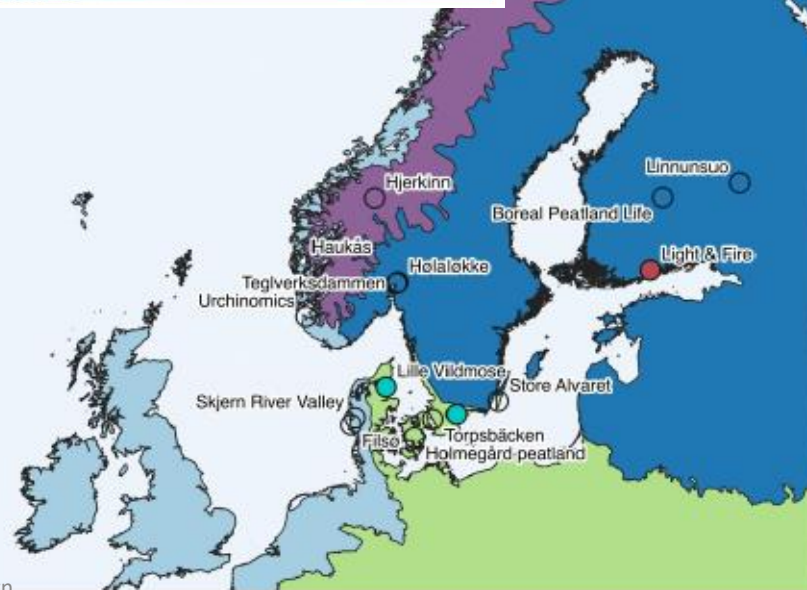 Linnunsuo
Hjerkinn
Boreal Peatland Life
Haukås
Light & Fire
Hølaløkke
Teglverksdammen
Urchinomics
Lille Vildmose
Store Alvaret
Skjern River Valley
Filsø
Torpsbäcken
Holmegård peatland
n